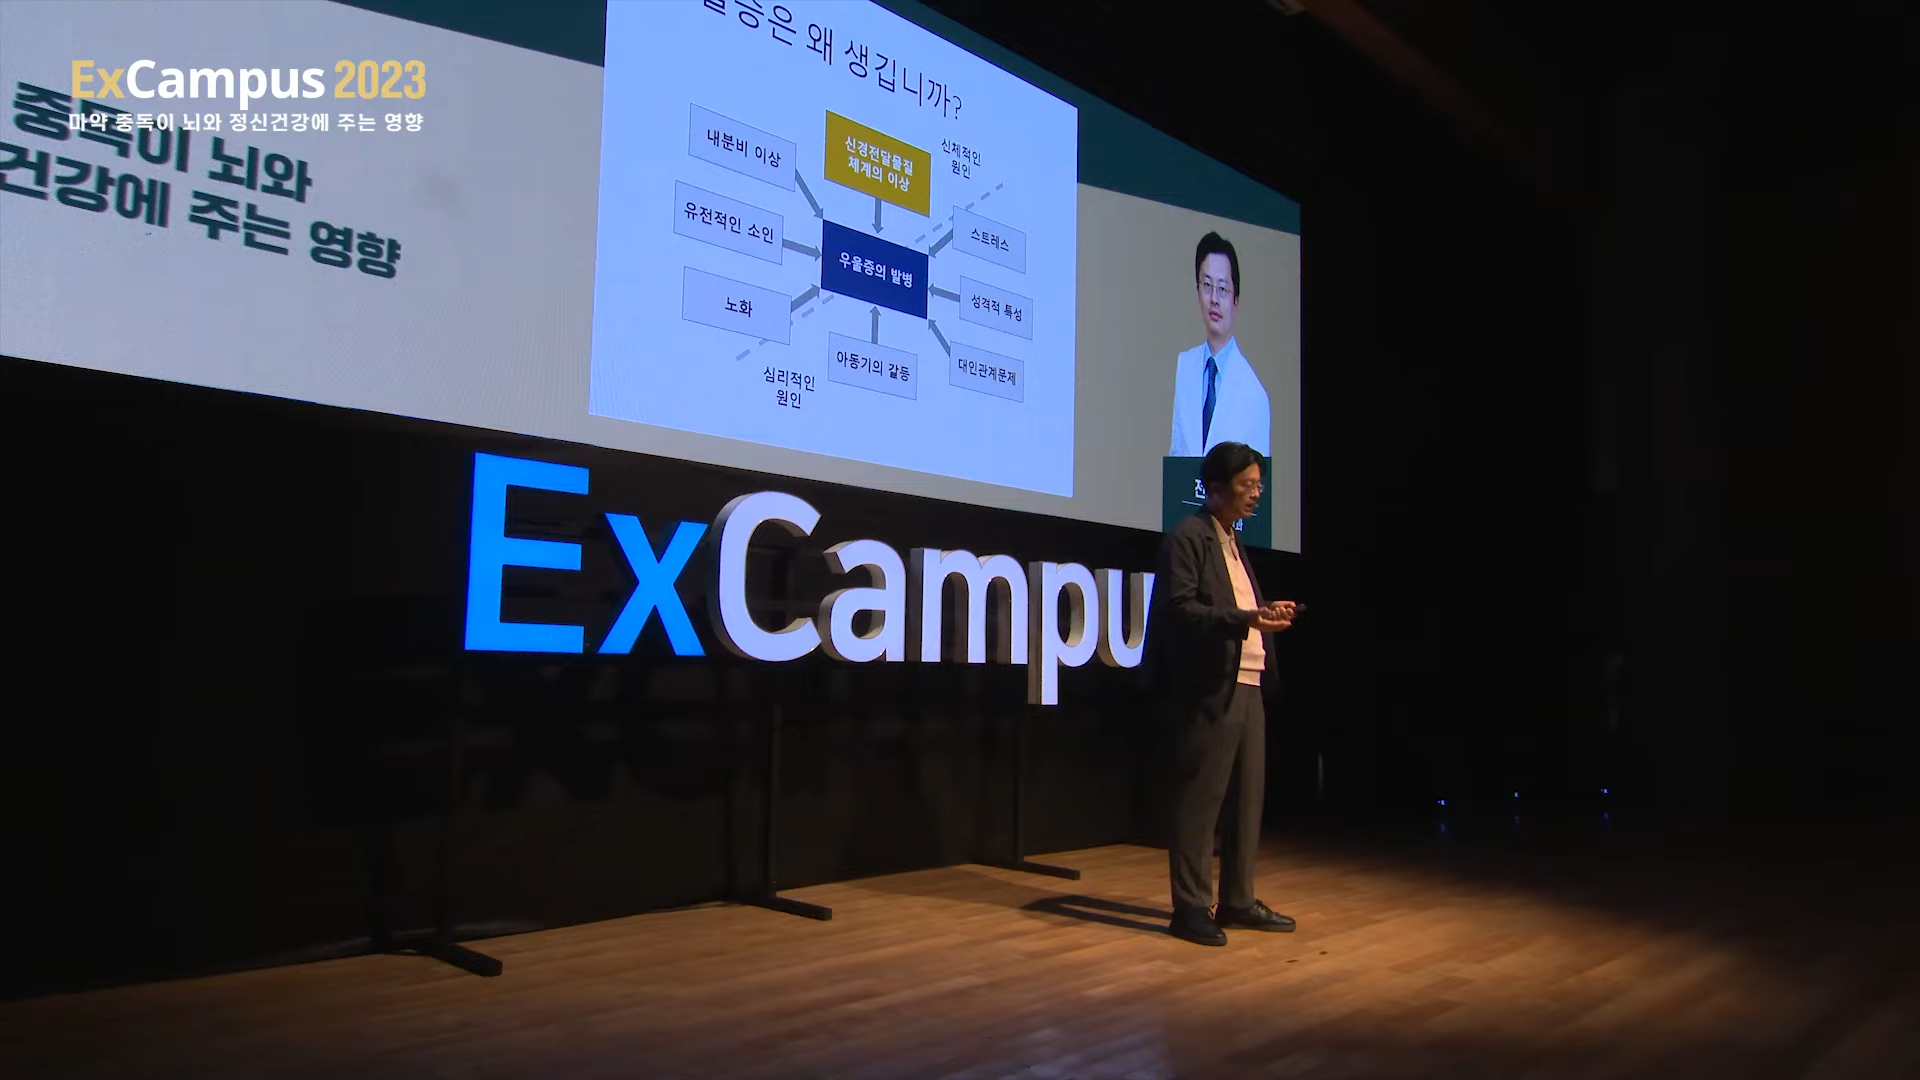 ExCampus 2023
마약 중독이 뇌와 정신건강에 주는 영향
중독이 뇌와
건강에 주는 영향
울증은 왜 생깁니까?
내분비 이상
신경전달물질
체계의 이상
신체적인
원인
유전적인 소인
스트레스
우울증의 발병
노화
성격적 특성
아동기의 갈등
대인관계문제
심리적인
원인
전
과
ExCampu